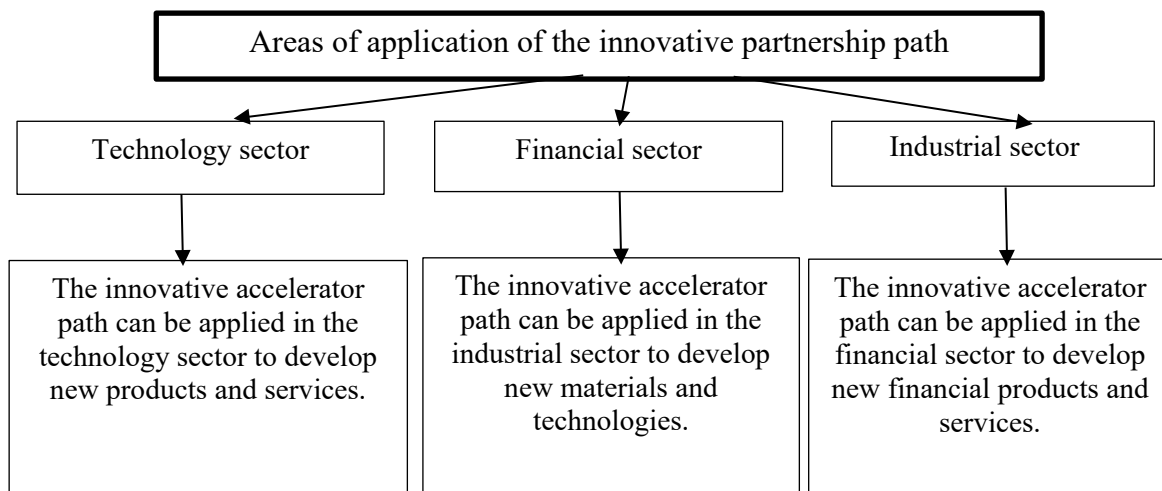 Areas of application of the innovative partnership path
Technology sector
Financial sector
Industrial sector
The innovative accelerator
path can be applied in the
technology sector to develop
new products and services.
The innovative accelerator
path can be applied in the
industrial sector to develop
new materials and
technologies.
The innovative accelerator
path can be applied in the
financial sector to develop
new financial products and
services.